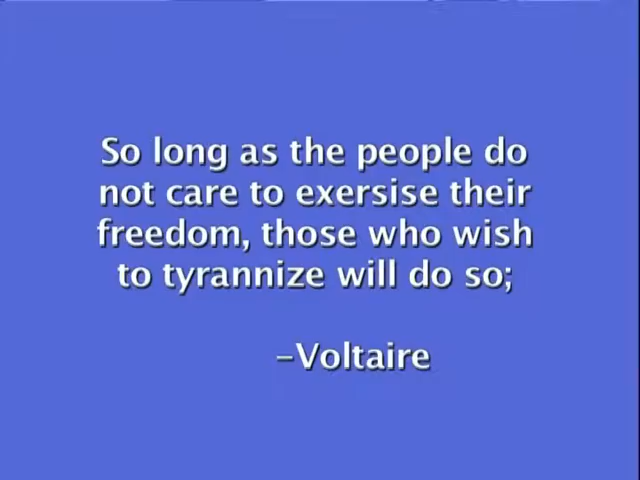 So long as the people do
not care to exersise their
freedom, those who wish
to tyrannize will do so;
-Voltaire